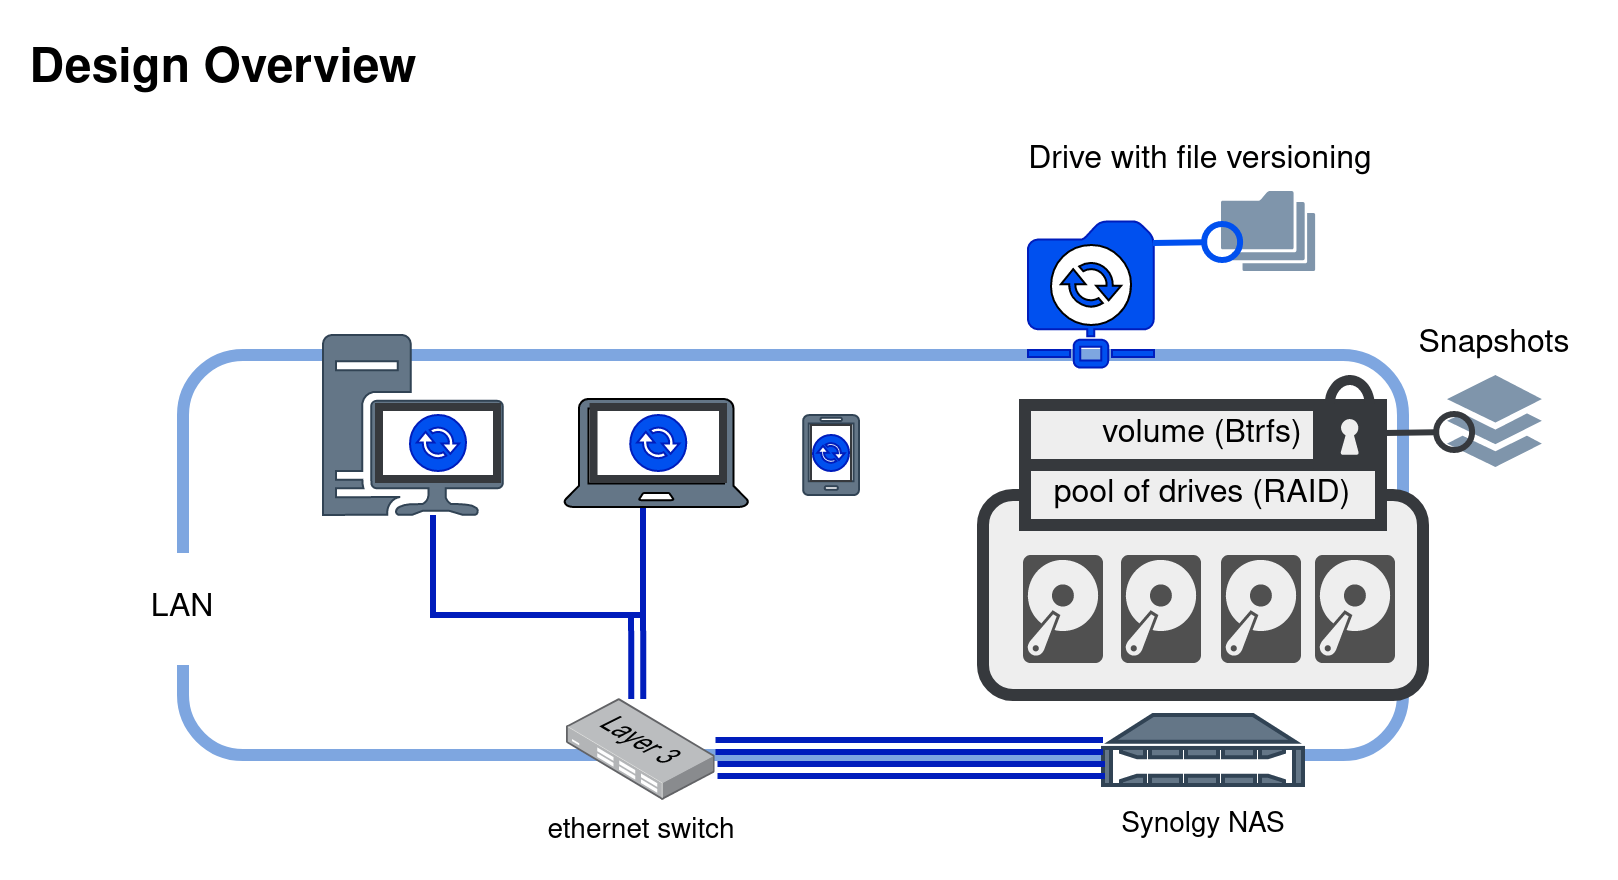 Design Overview
Drive with file versioning
Snapshots
volume (Btrfs)
pool of drives (RAID)
LAN
Layer 3
ethernet switch
Synolgy NAS